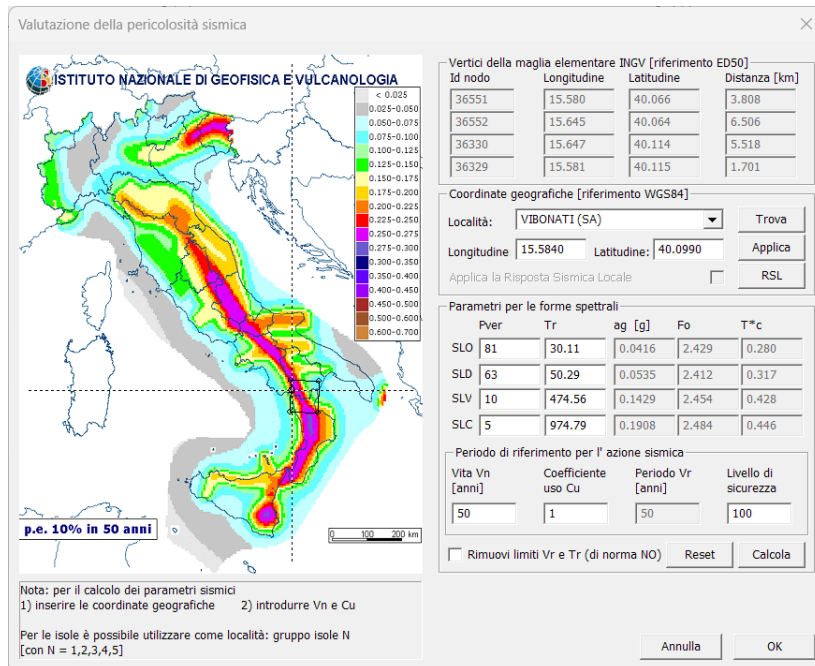 Valutazione della pericolosità sismica
ISTITUTO NAZIONALE DI GEOFISICA E VULCANOLOGIA
< 0.025
0.025-0.050
0.050-0.075
0.075-0.100
0.100-0.125
0.125-0.150
0.150-0.175
0.175-0.200
0.200-0.225
0.225-0.250
0.250-0.275
0.275-0.300
0.300-0.350
0.350-0.400
0.400-0.450
0.450-0.500
0.500-0.600
0.600-0.700
p.e. 10% in 50 anni
0 100 200 km
Nota: per il calcolo dei parametri sismici
1) inserire le coordinate geografiche 2) introdurre Vn e Cu
Per le isole è possibile utilizzare come località: gruppo isole N
[con N = 1,2,3,4,5]
Vertici della maglia elementare INGV [riferimento ED50]
Id nodo Longitudine Latitudine Distanza [km]
36551 15.580 40.066 3.808
36552 15.645 40.064 6.506
36330 15.647 40.114 5.518
36329 15.581 40.115 1.701
Coordinate geografiche [riferimento WGS84]
Località: VIBONATI (SA) Trova
Longitudine 15.5840 Latitudine: 40.0990 Applica
Applica la Risposta Sismica Locale RSL
Parametri per le forme spettrali
Pver Tr ag [g] Fo T*c
SLO 81 30.11 0.0416 2.429 0.280
SLD 63 50.29 0.0535 2.412 0.317
SLV 10 474.56 0.1429 2.454 0.428
SLC 5 974.79 0.1908 2.484 0.446
Periodo di riferimento per l' azione sismica
Vita Vn Coefficiente Periodo Vr Livello di
[anni] uso Cu [anni] sicurezza
50 1 50 100
Rimuovi limiti Vr e Tr (di norma NO) Reset Calcola
Annulla OK